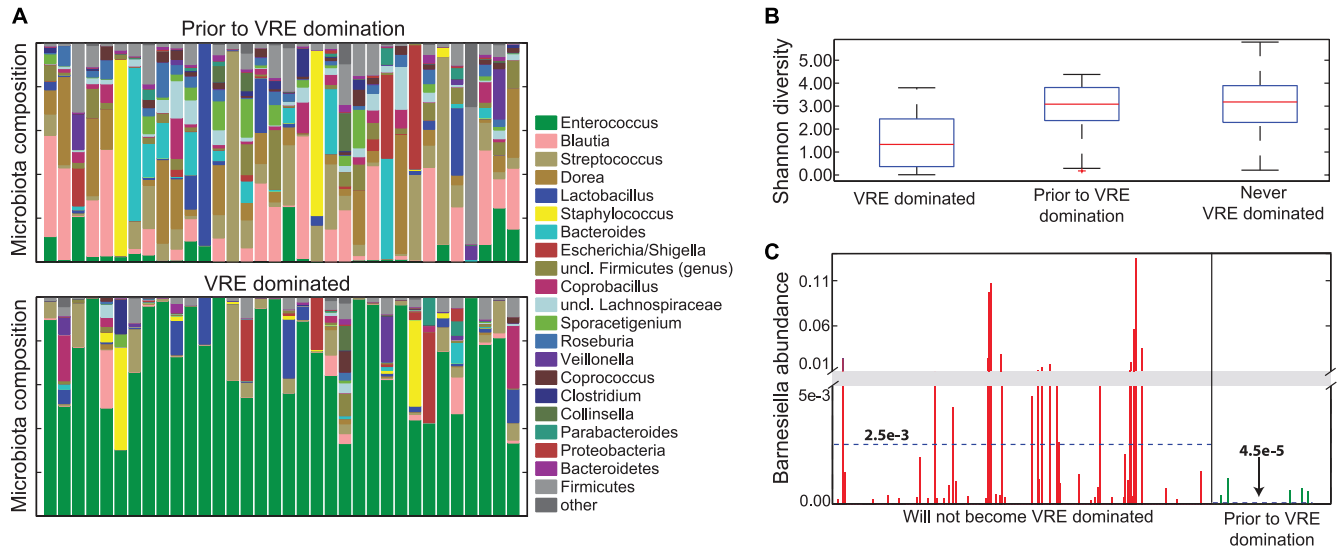 A
Prior to VRE domination
Microbiota composition
VRE dominated
Microbiota composition
Enterococcus
Blautia
Streptococcus
Dorea
Lactobacillus
Staphylococcus
Bacteroides
Escherichia/Shigella
uncl. Firmicutes (genus)
Coprobacillus
uncl. Lachnospiraceae
Sporacetigenium
Roseburia
Veillonella
Coprococcus
Clostridium
Collinsella
Parabacteroides
Proteobacteria
Bacteroidetes
Firmicutes
other
B
Shannon diversity
5.00
4.00
3.00
2.00
1.00
0.00
VRE dominated
Prior to VRE
domination
Never
VRE dominated
C
Barnesiella abundance
0.11
0.06
0.01
5e-3
0.00
2.5e-3
4.5e-5
Will not become VRE dominated
Prior to VRE
domination